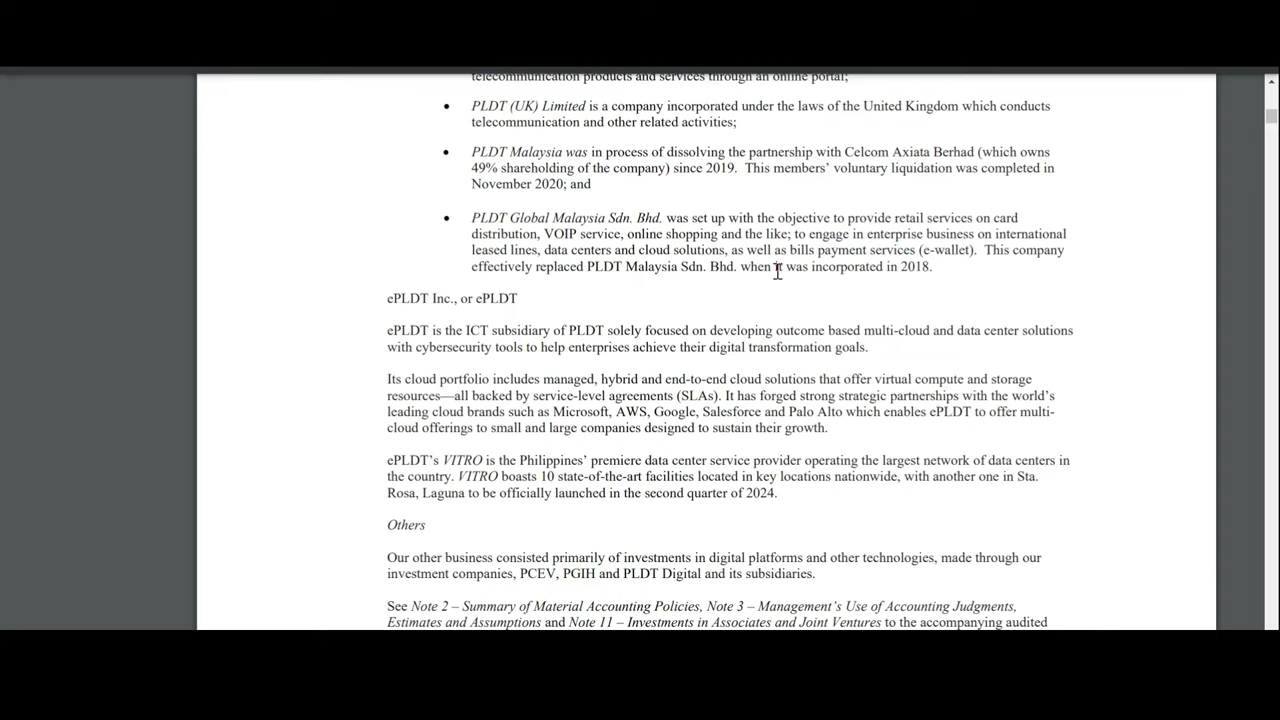 telecommunication products and services through an online portal;
• PLDT (UK) Limited is a company incorporated under the laws of the United Kingdom which conducts
telecommunication and other related activities;
• PLDT Malaysia was in process of dissolving the partnership with Celcom Axiata Berhad (which owns
49% shareholding of the company) since 2019. This members’ voluntary liquidation was completed in
November 2020; and
• PLDT Global Malaysia Sdn. Bhd. was set up with the objective to provide retail services on card
distribution, VOIP service, online shopping and the like; to engage in enterprise business on international
leased lines, data centers and cloud solutions, as well as bills payment services (e-wallet). This company
effectively replaced PLDT Malaysia Sdn. Bhd. when it was incorporated in 2018.
ePLDT Inc., or ePLDT
ePLDT is the ICT subsidiary of PLDT solely focused on developing outcome based multi-cloud and data center solutions
with cybersecurity tools to help enterprises achieve their digital transformation goals.
Its cloud portfolio includes managed, hybrid and end-to-end cloud solutions that offer virtual compute and storage
resources—all backed by service-level agreements (SLAs). It has forged strong strategic partnerships with the world’s
leading cloud brands such as Microsoft, AWS, Google, Salesforce and Palo Alto which enables ePLDT to offer multi-
cloud offerings to small and large companies designed to sustain their growth.
ePLDT’s VITRO is the Philippines’ premiere data center service provider operating the largest network of data centers in
the country. VITRO boasts 10 state-of-the-art facilities located in key locations nationwide, with another one in Sta.
Rosa, Laguna to be officially launched in the second quarter of 2024.
Others
Our other business consisted primarily of investments in digital platforms and other technologies, made through our
investment companies, PCEV, PGIH and PLDT Digital and its subsidiaries.
See Note 2 – Summary of Material Accounting Policies, Note 3 – Management’s Use of Accounting Judgments,
Estimates and Assumptions and Note 11 – Investments in Associates and Joint Ventures to the accompanying audited